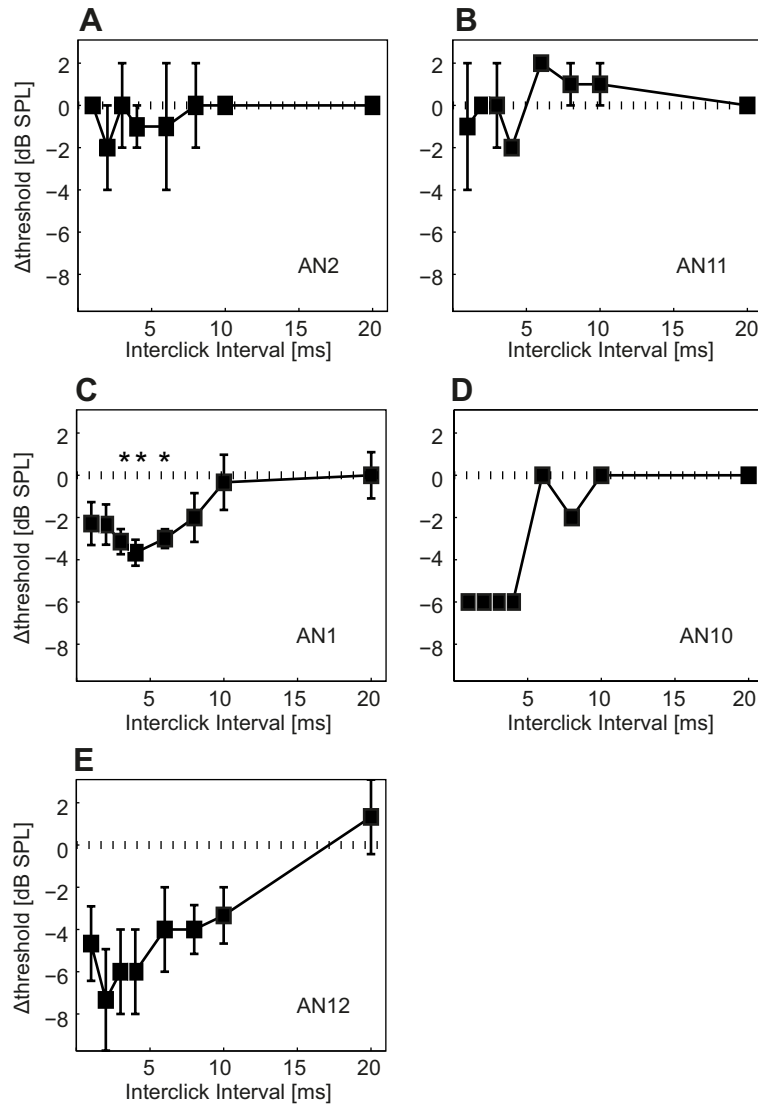 A
Δthreshold [dB SPL]
2
0
−2
−4
−6
−8
AN2
5 10 15 20
Interclick Interval [ms]
B
2
0
−2
−4
−6
−8
AN11
5 10 15 20
Interclick Interval [ms]
C
Δthreshold [dB SPL]
* * *
2
0
−2
−4
−6
−8
AN1
5 10 15 20
Interclick Interval [ms]
D
2
0
−2
−4
−6
−8
AN10
5 10 15 20
Interclick Interval [ms]
E
Δthreshold [dB SPL]
2
0
−2
−4
−6
−8
AN12
5 10 15 20
Interclick Interval [ms]